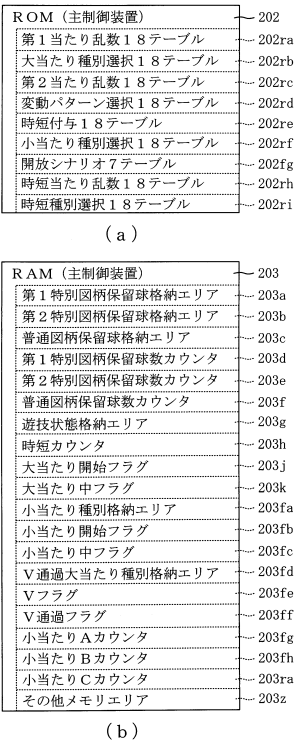 ROM（主制御装置） 202
第１当たり乱数１８テーブル 202ra
大当たり種別選択１８テーブル 202rb
第２当たり乱数１８テーブル 202rc
変動パターン選択１８テーブル 202rd
時短付与１８テーブル 202re
小当たり種別選択１８テーブル 202rf
開放シナリオ７テーブル 202fg
時短当たり乱数１８テーブル 202rh
時短種別選択１８テーブル 202ri
(a)
RAM（主制御装置） 203
第１特別図柄保留球格納エリア 203a
第２特別図柄保留球格納エリア 203b
普通図柄保留球格納エリア 203c
第１特別図柄保留球数カウンタ 203d
第２特別図柄保留球数カウンタ 203e
普通図柄保留球数カウンタ 203f
遊技状態格納エリア 203g
時短カウンタ 203h
大当たり開始フラグ 203j
大当たり中フラグ 203k
小当たり種別格納エリア 203fa
小当たり開始フラグ 203fb
小当たり中フラグ 203fc
Ｖ通過大当たり種別格納エリア 203fd
Ｖフラグ 203fe
Ｖ通過フラグ 203ff
小当たりＡカウンタ 203fg
小当たりＢカウンタ 203fh
小当たりＣカウンタ 203ra
その他メモリエリア 203z
(b)